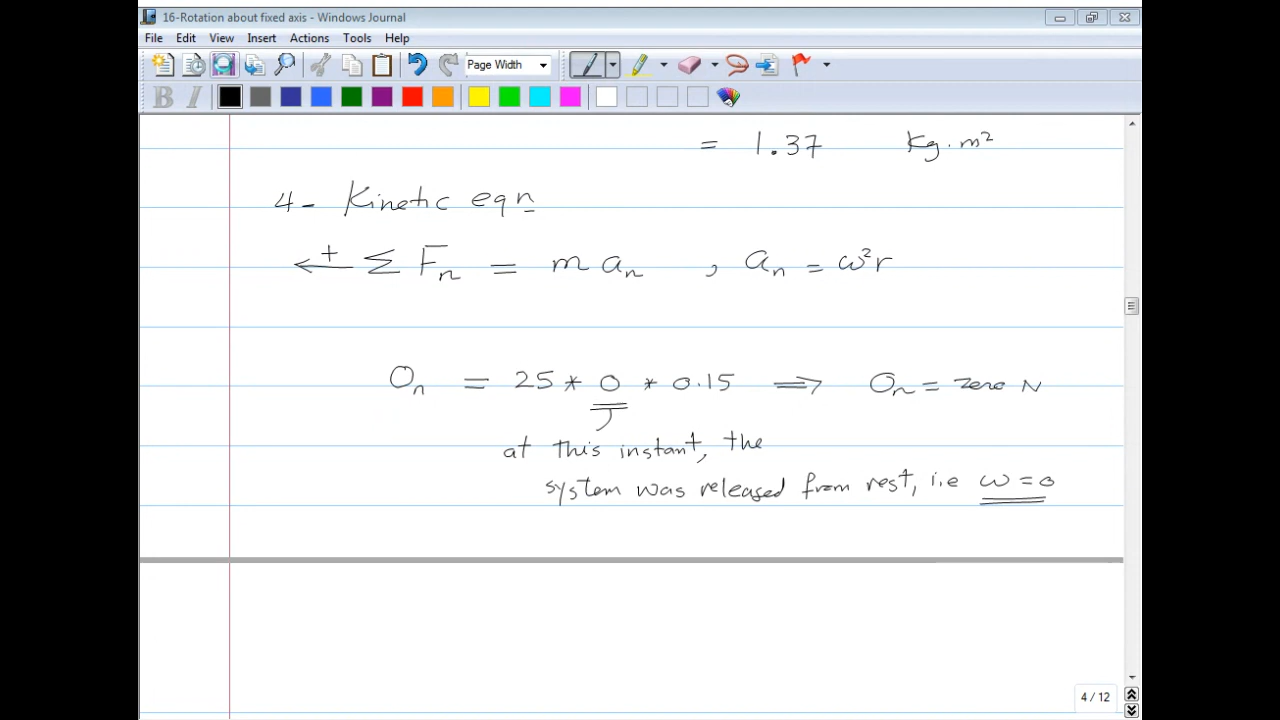 16-Rotation about fixed axis - Windows Journal
File Edit View Insert Actions Tools Help
Page Width
B I
= 1.37 Kg.m²
4- Kinetic eqn
← + Σ Fn = m an , an = ω²r
On = 25 * 0 * 0.15 ⟹ On = zero N
at this instant, the
system was released from rest, i.e ω = 0
4 / 12